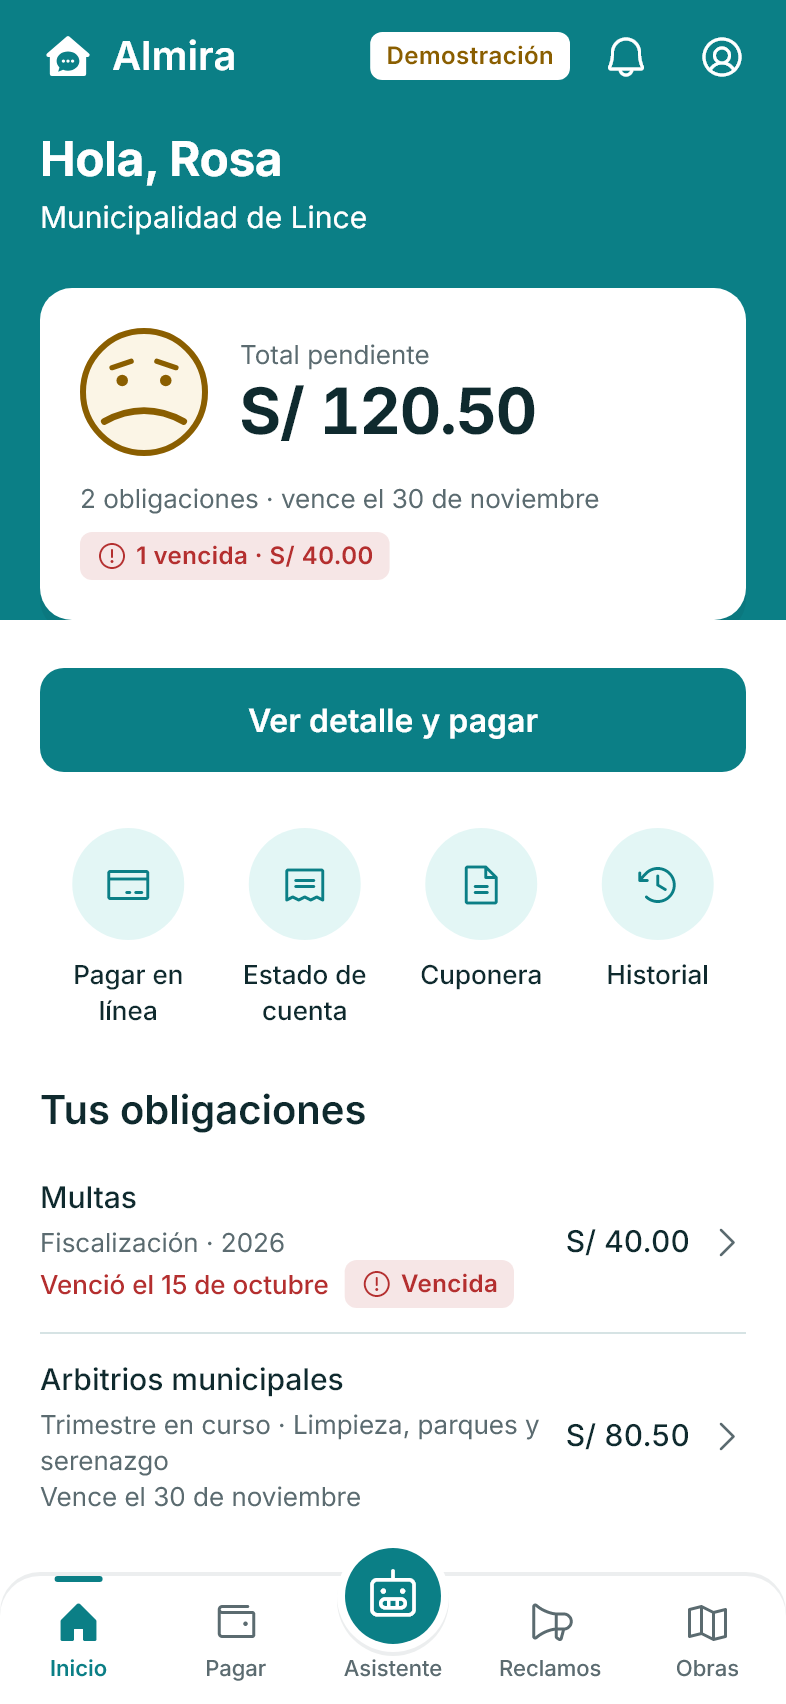 Almira
Demostración
Hola, Rosa
Municipalidad de Lince
Total pendiente
S/ 120.50
2 obligaciones · vence el 30 de noviembre
1 vencida · S/ 40.00
Ver detalle y pagar
Pagar en
línea
Estado de
cuenta
Cuponera
Historial
Tus obligaciones
Multas
Fiscalización · 2026
S/ 40.00
Venció el 15 de octubre
Vencida
Arbitrios municipales
Trimestre en curso · Limpieza, parques y
serenazgo
S/ 80.50
Vence el 30 de noviembre
Inicio
Pagar
Asistente
Reclamos
Obras